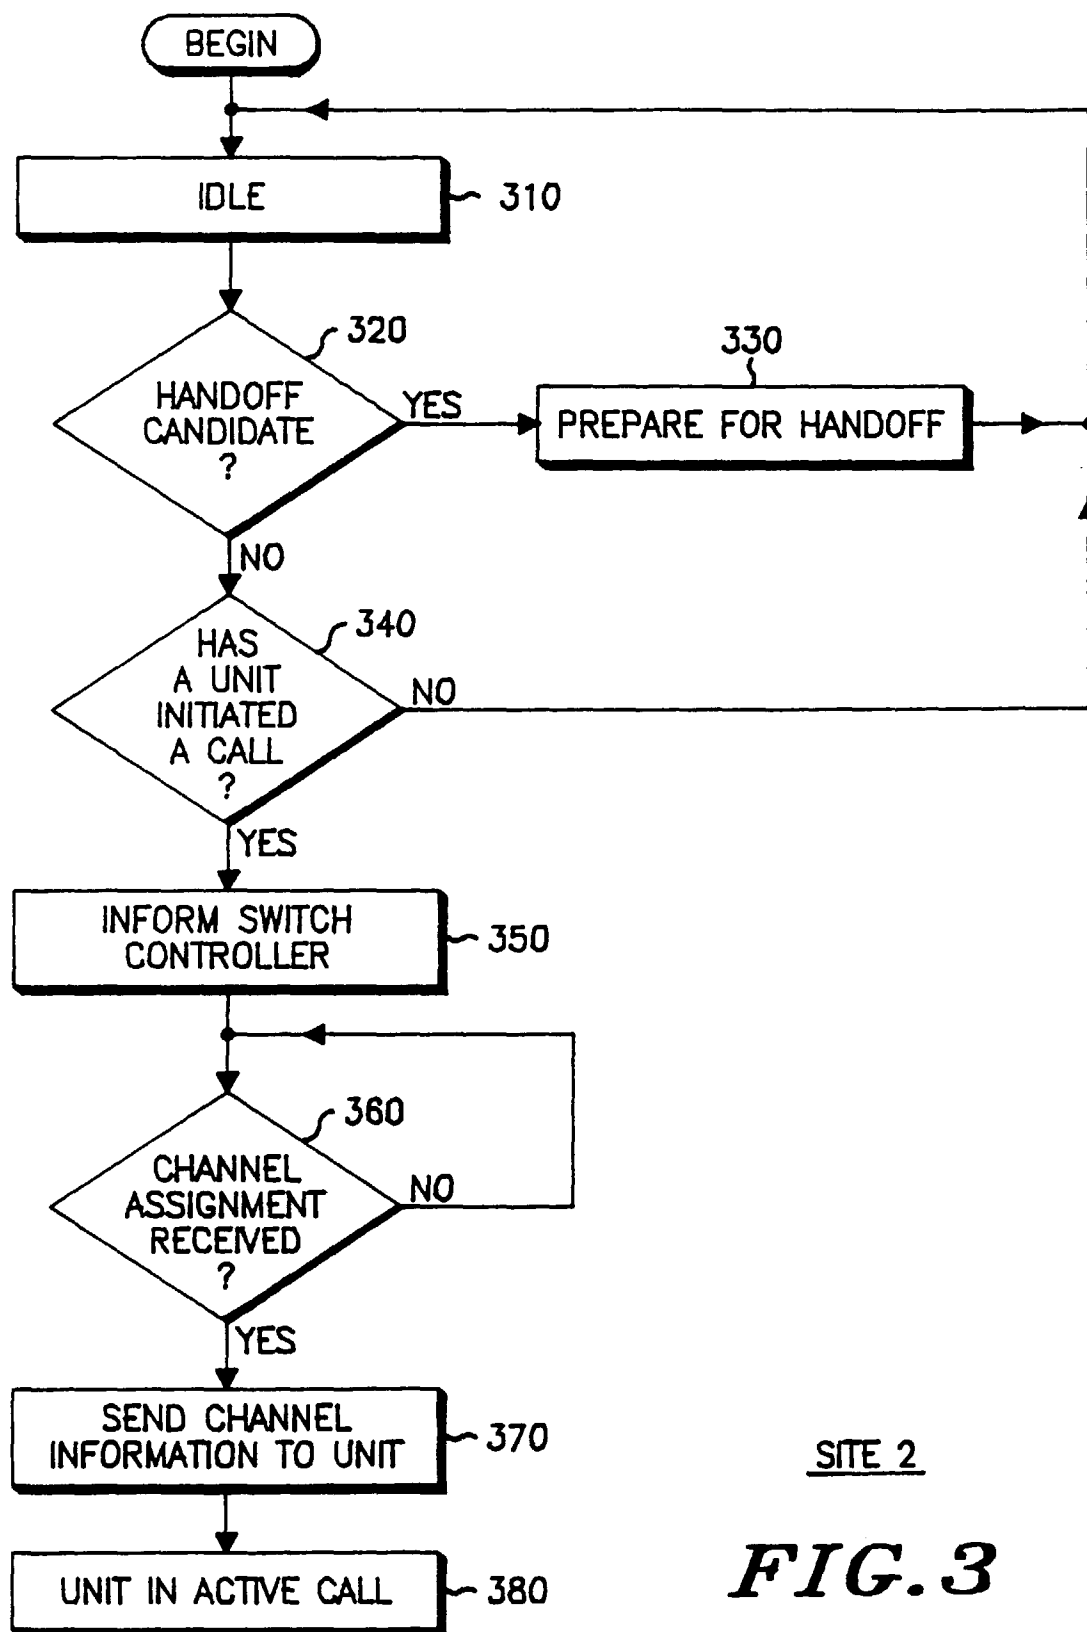 BEGIN
IDLE
310
320
HANDOFF
CANDIDATE
?
YES
330
PREPARE FOR HANDOFF
NO
340
HAS
A UNIT
INITIATED
A CALL
?
NO
YES
INFORM SWITCH
CONTROLLER
350
360
CHANNEL
ASSIGNMENT
RECEIVED
?
NO
YES
SEND CHANNEL
INFORMATION TO UNIT
370
SITE 2
UNIT IN ACTIVE CALL
380
FIG. 3